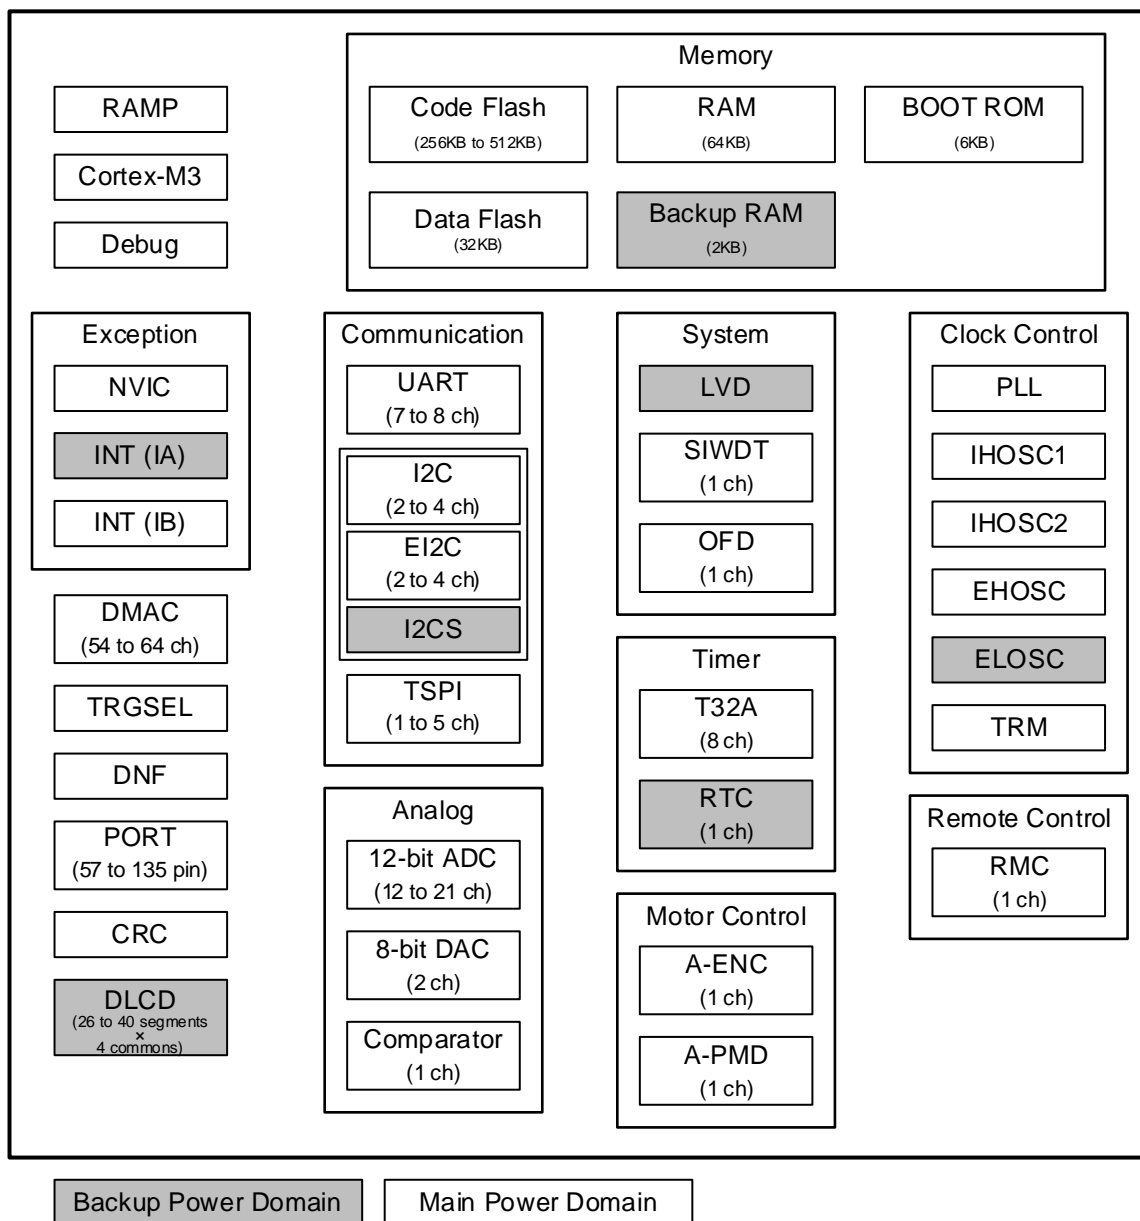 RAMP
Cortex-M3
Debug
Memory
Code Flash
(256KB to 512KB)
RAM
(64KB)
BOOT ROM
(6KB)
Data Flash
(32KB)
Backup RAM
(2KB)
Exception
NVIC
INT (IA)
INT (IB)
DMAC
(54 to 64 ch)
TRGSEL
DNF
PORT
(57 to 135 pin)
CRC
DLCD
(26 to 40 segments
×
4 commons)
Communication
UART
(7 to 8 ch)
I2C
(2 to 4 ch)
EI2C
(2 to 4 ch)
I2CS
TSPI
(1 to 5 ch)
Analog
12-bit ADC
(12 to 21 ch)
8-bit DAC
(2 ch)
Comparator
(1 ch)
System
LVD
SIWDT
(1 ch)
OFD
(1 ch)
Timer
T32A
(8 ch)
RTC
(1 ch)
Motor Control
A-ENC
(1 ch)
A-PMD
(1 ch)
Clock Control
PLL
IHOSC1
IHOSC2
EHOSC
ELOSC
TRM
Remote Control
RMC
(1 ch)
Backup Power Domain
Main Power Domain